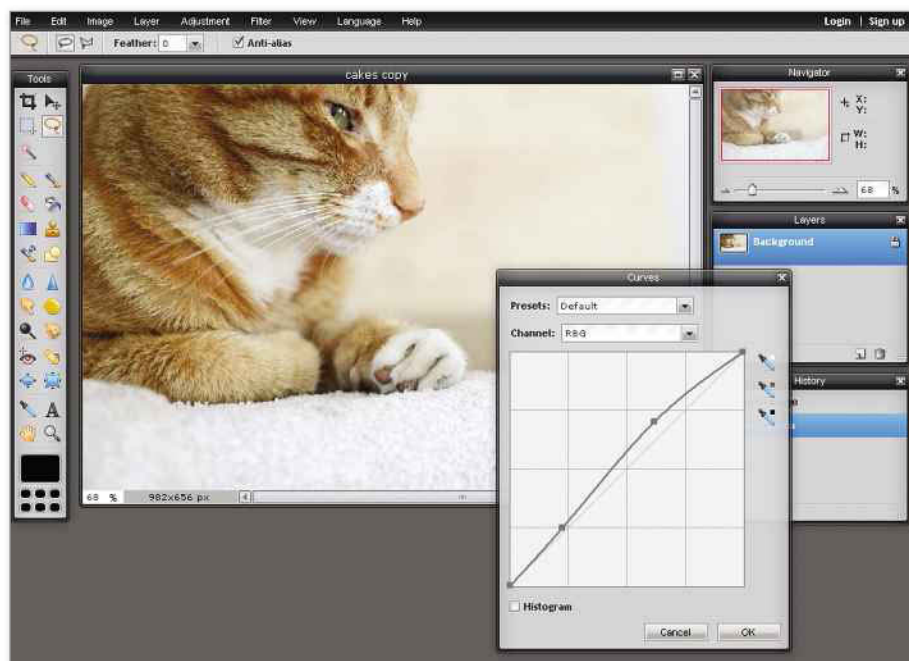 File Edit Image Layer Adjustment Filter View Language Help Login | Sign up
Feather: 0 Anti-alias
Tools
cakes copy
68 % 982x656 px
Navigator
X:
Y:
W:
H:
68 %
Layers
Background
History
Curves
Presets: Default
Channel: RBG
Histogram
Cancel OK